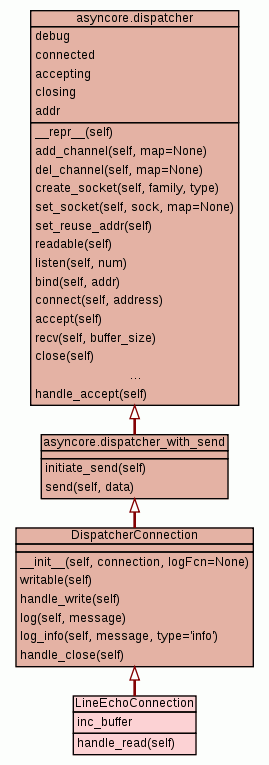 asyncore.dispatcher
debug
connected
accepting
closing
addr
__repr__(self)
add_channel(self, map=None)
del_channel(self, map=None)
create_socket(self, family, type)
set_socket(self, sock, map=None)
set_reuse_addr(self)
readable(self)
listen(self, num)
bind(self, addr)
connect(self, address)
accept(self)
recv(self, buffer_size)
close(self)
...
handle_accept(self)
asyncore.dispatcher_with_send
initiate_send(self)
send(self, data)
DispatcherConnection
__init__(self, connection, logFcn=None)
writable(self)
handle_write(self)
log(self, message)
log_info(self, message, type='info')
handle_close(self)
LineEchoConnection
inc_buffer
handle_read(self)